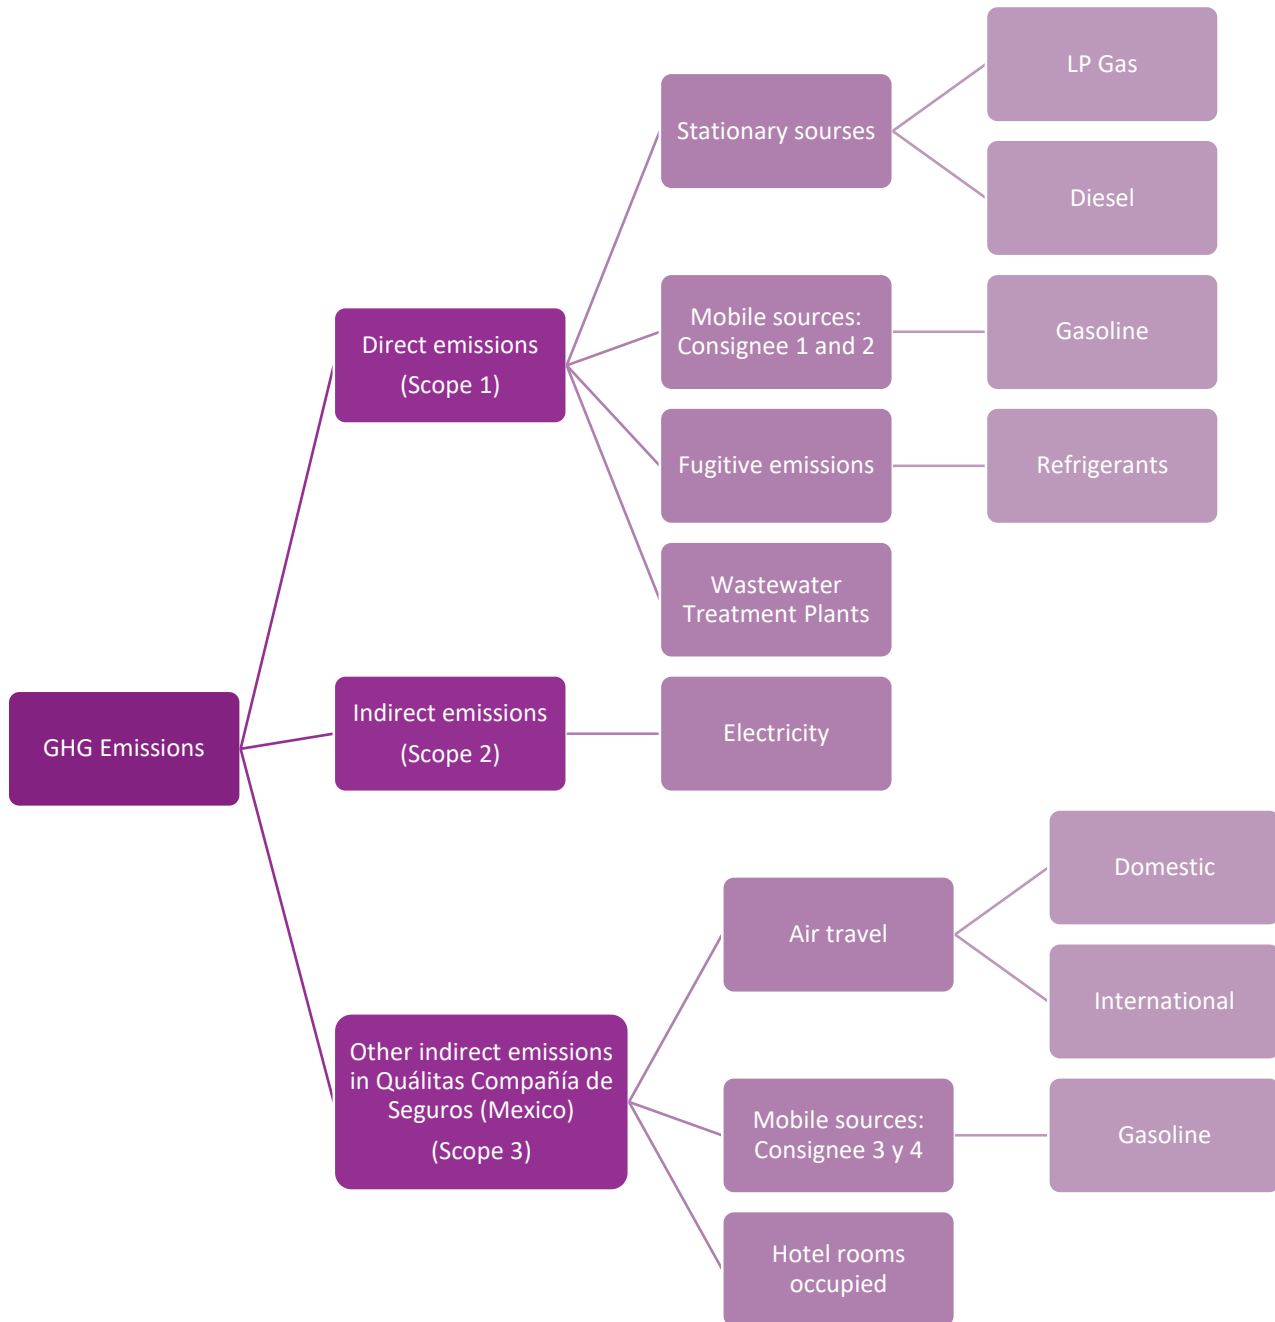 GHG Emissions
Direct emissions
(Scope 1)
Stationary sourses
LP Gas
Diesel
Mobile sources:
Consignee 1 and 2
Gasoline
Fugitive emissions
Refrigerants
Wastewater
Treatment Plants
Indirect emissions
(Scope 2)
Electricity
Other indirect emissions
in Quálitas Compañía de
Seguros (Mexico)
(Scope 3)
Air travel
Domestic
International
Mobile sources:
Consignee 3 y 4
Gasoline
Hotel rooms
occupied